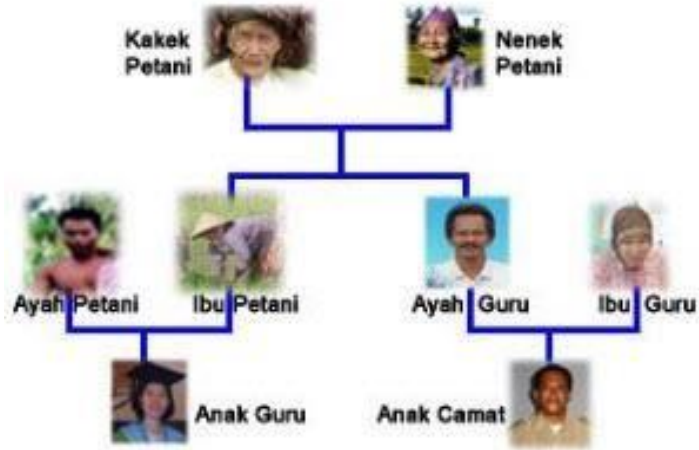 Kakek
Petani
Nenek
Petani
Ayah Petani
Ibu Petani
Ayah Guru
Ibu Guru
Anak Guru
Anak Camat